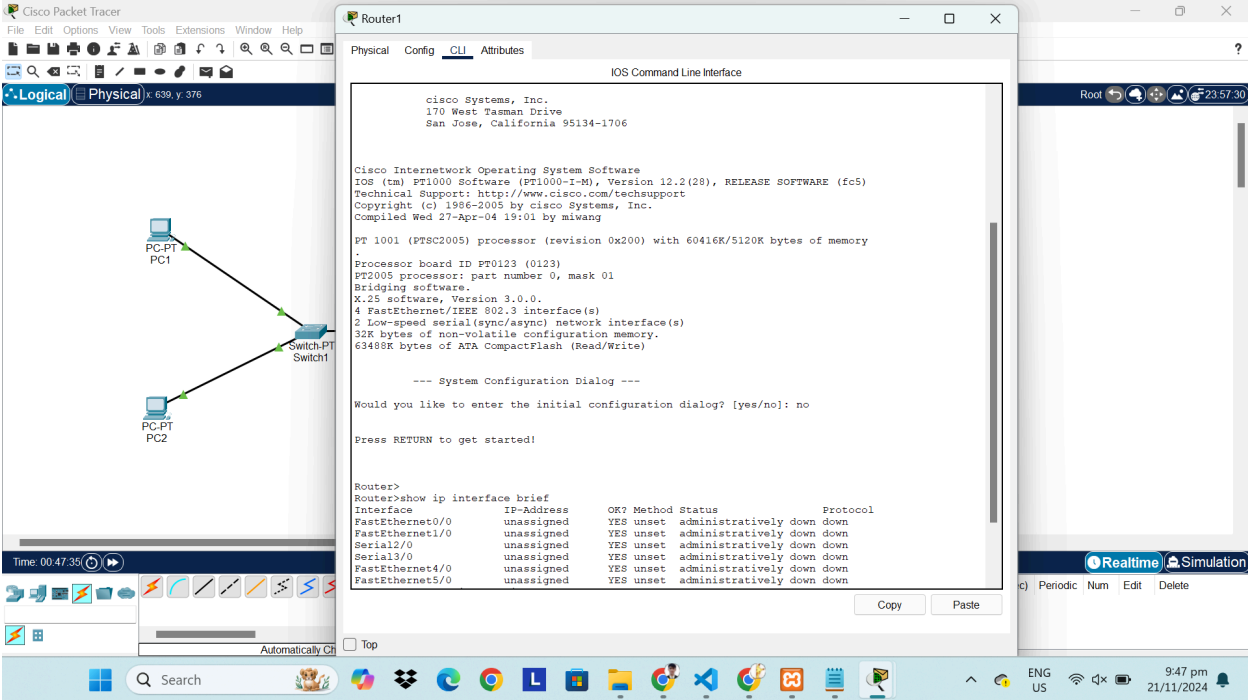 Cisco Packet Tracer
File Edit Options View Tools Extensions Window Help
?
Logical Physical x: 639, y: 376
Root 23:57:30
PC-PT
PC1
Switch-PT
Switch1
PC-PT
PC2
Router1
Physical Config CLI Attributes
IOS Command Line Interface
cisco Systems, Inc.
170 West Tasman Drive
San Jose, California 95134-1706
Cisco Internetwork Operating System Software
IOS (tm) PT1000 Software (PT1000-I-M), Version 12.2(28), RELEASE SOFTWARE (fc5)
Technical Support: http://www.cisco.com/techsupport
Copyright (c) 1986-2005 by cisco Systems, Inc.
Compiled Wed 27-Apr-04 19:01 by miwang
PT 1001 (PTSC2005) processor (revision 0x200) with 60416K/5120K bytes of memory
.
Processor board ID PT0123 (0123)
PT2005 processor: part number 0, mask 01
Bridging software.
X.25 software, Version 3.0.0.
4 FastEthernet/IEEE 802.3 interface(s)
2 Low-speed serial(sync/async) network interface(s)
32K bytes of non-volatile configuration memory.
63488K bytes of ATA CompactFlash (Read/Write)
--- System Configuration Dialog ---
Would you like to enter the initial configuration dialog? [yes/no]: no
Press RETURN to get started!
Router>
Router>show ip interface brief
Interface IP-Address OK? Method Status Protocol
FastEthernet0/0 unassigned YES unset administratively down down
FastEthernet1/0 unassigned YES unset administratively down down
Serial2/0 unassigned YES unset administratively down down
Serial3/0 unassigned YES unset administratively down down
FastEthernet4/0 unassigned YES unset administratively down down
FastEthernet5/0 unassigned YES unset administratively down down
Copy Paste
Top
Time: 00:47:35
Realtime Simulation
c) Periodic Num Edit Delete
Automatically Ch
Search
L
ENG
US
9:47 pm
21/11/2024